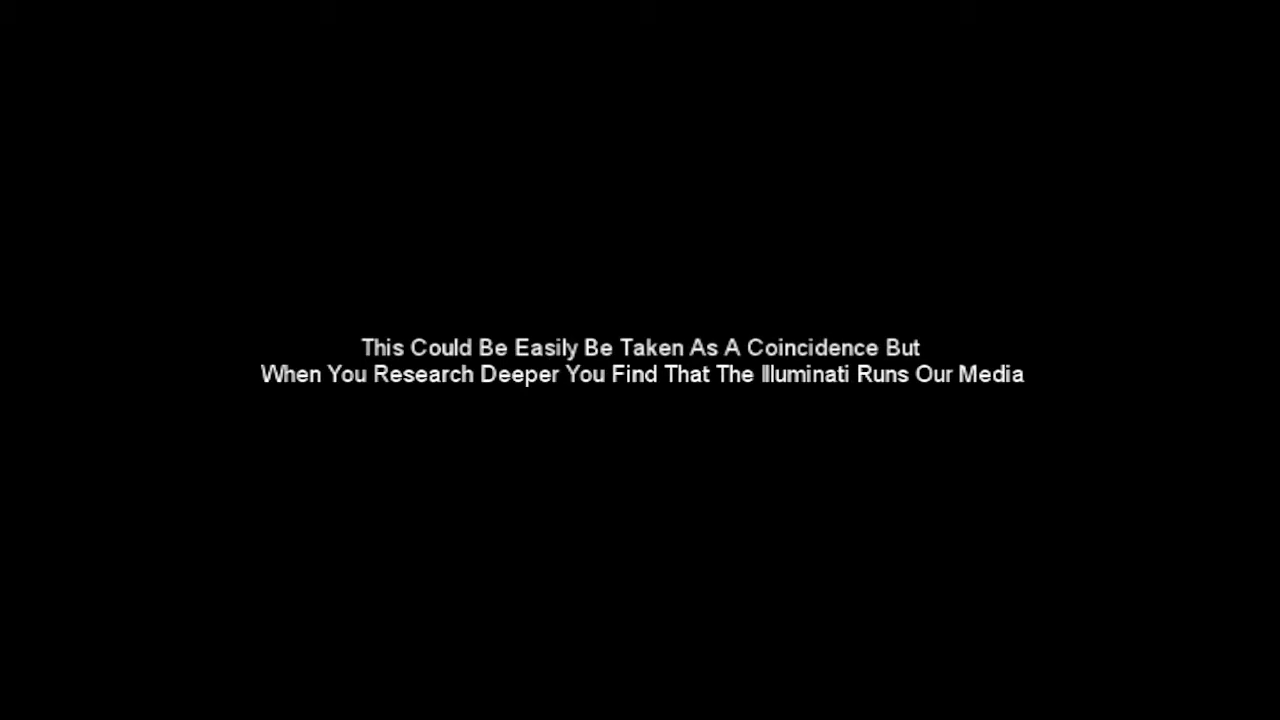 This Could Be Easily Be Taken As A Coincidence But
When You Research Deeper You Find That The Illuminati Runs Our Media